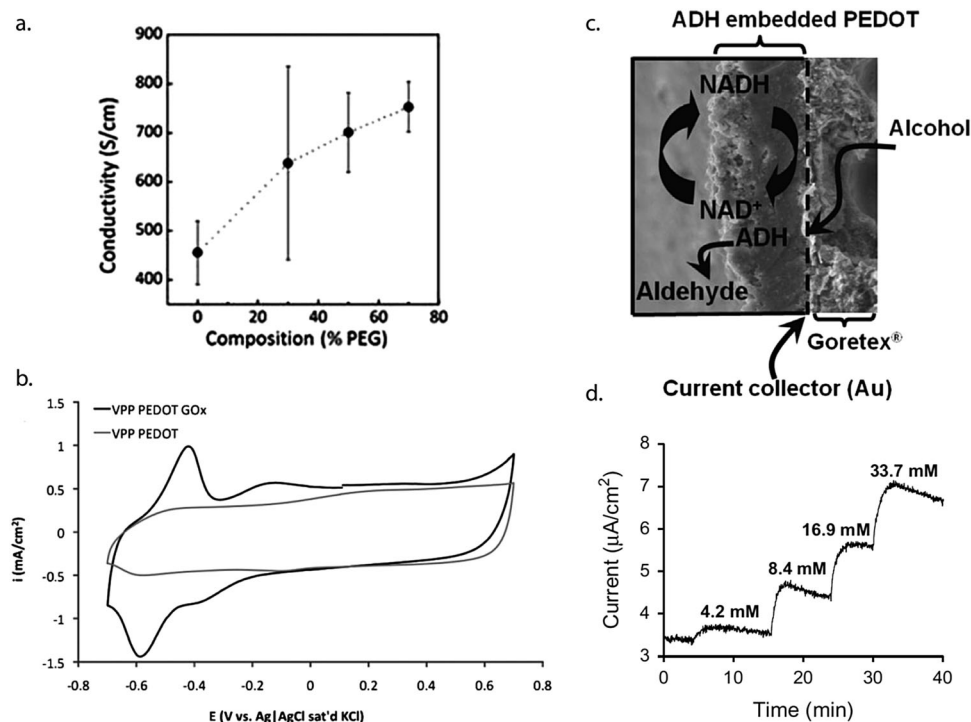 a.
900
800
700
600
500
400
Conductivity (S/cm)
0 20 40 60 80
Composition (% PEG)
b.
1.5
1
0.5
0
-0.5
-1
-1.5
i (mA/cm²)
VPP PEDOT GOx
VPP PEDOT
-0.8 -0.6 -0.4 -0.2 0 0.2 0.4 0.6 0.8
E (V vs. Ag|AgCl sat'd KCl)
c.
ADH embedded PEDOT
NADH
Alcohol
NAD⁺
ADH
Aldehyde
Goretex®
Current collector (Au)
d.
8
7
6
5
4
3
Current (µA/cm²)
4.2 mM
8.4 mM
16.9 mM
33.7 mM
0 10 20 30 40
Time (min)